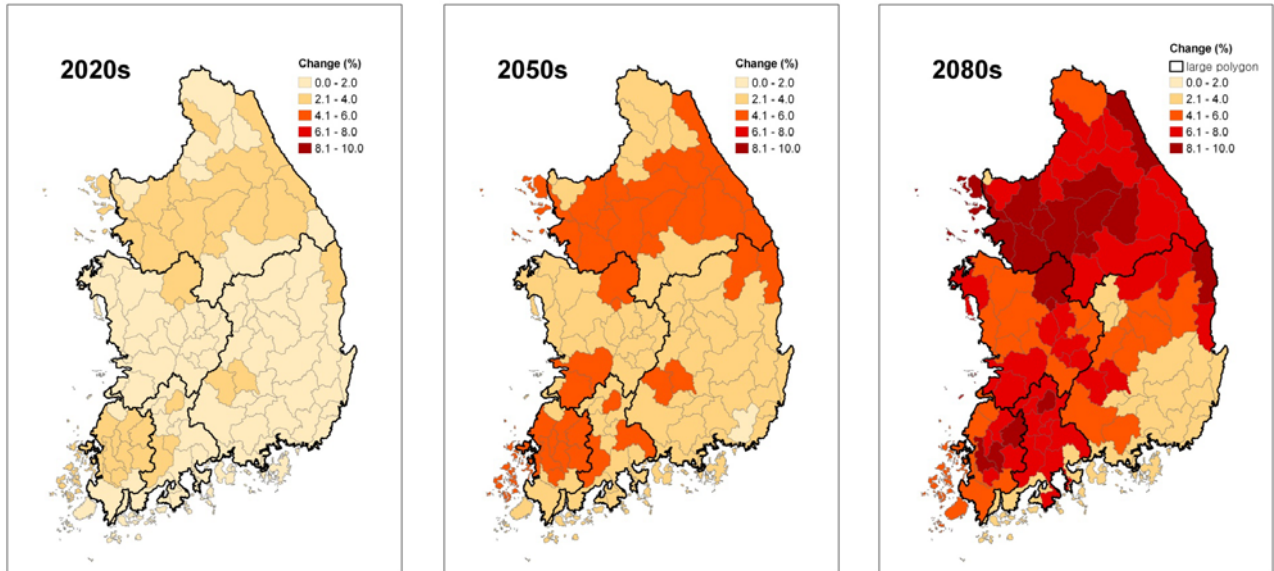 2020s
Change (%)
0.0 - 2.0
2.1 - 4.0
4.1 - 6.0
6.1 - 8.0
8.1 - 10.0
2050s
Change (%)
0.0 - 2.0
2.1 - 4.0
4.1 - 6.0
6.1 - 8.0
8.1 - 10.0
2080s
Change (%)
large polygon
0.0 - 2.0
2.1 - 4.0
4.1 - 6.0
6.1 - 8.0
8.1 - 10.0